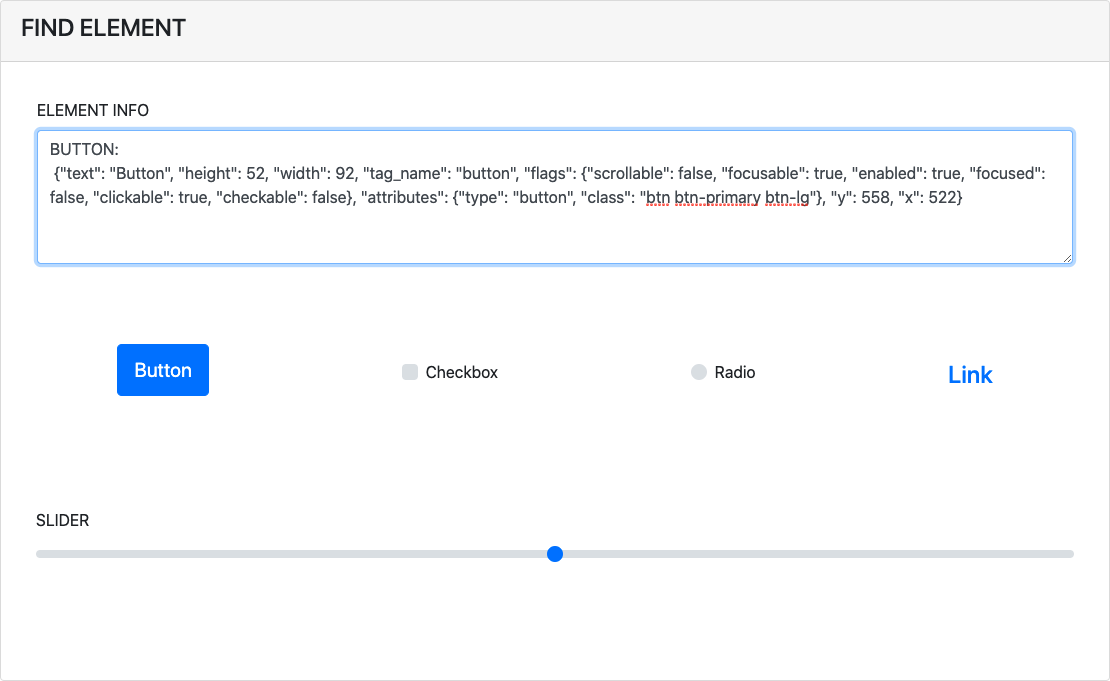 FIND ELEMENT
ELEMENT INFO
BUTTON:
{"text": "Button", "height": 52, "width": 92, "tag_name": "button", "flags": {"scrollable": false, "focusable": true, "enabled": true, "focused":
false, "clickable": true, "checkable": false}, "attributes": {"type": "button", "class": "btn btn-primary btn-lg"}, "y": 558, "x": 522}
Button
Checkbox
Radio
Link
SLIDER